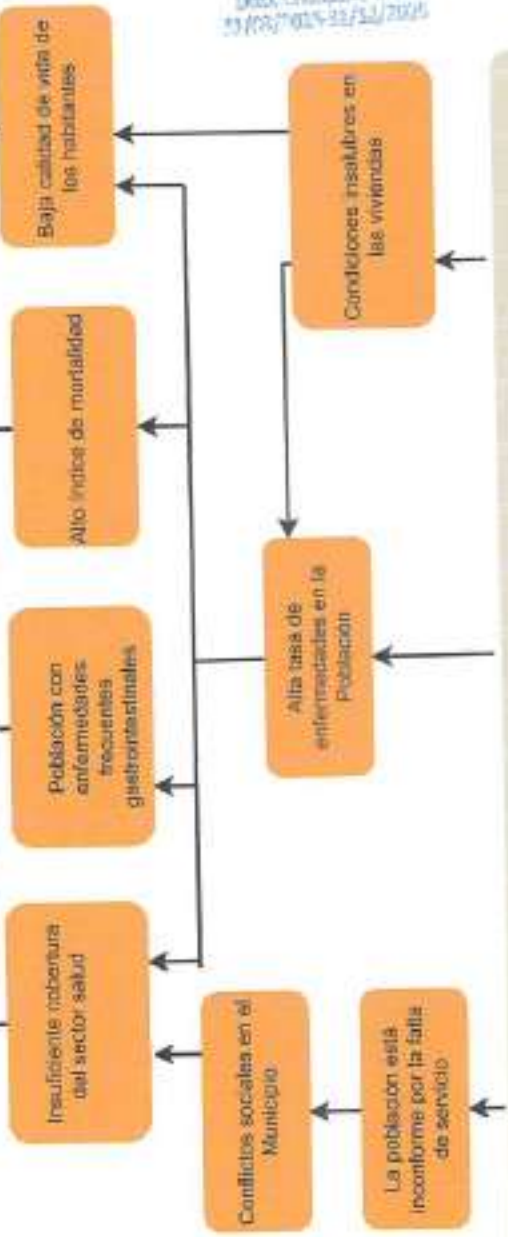 Insuficiente cobertura
del sector salud
Población con
enfermedades
frecuentes
gastrointestinales
Alto índice de mortalidad
Baja calidad de vida de
los habitantes
Conflictos sociales en el
Municipio
Alta tasa de
enfermedades en la
Población
Condiciones insalubres en
las viviendas
La población está
inconforme por la falta
de servicio